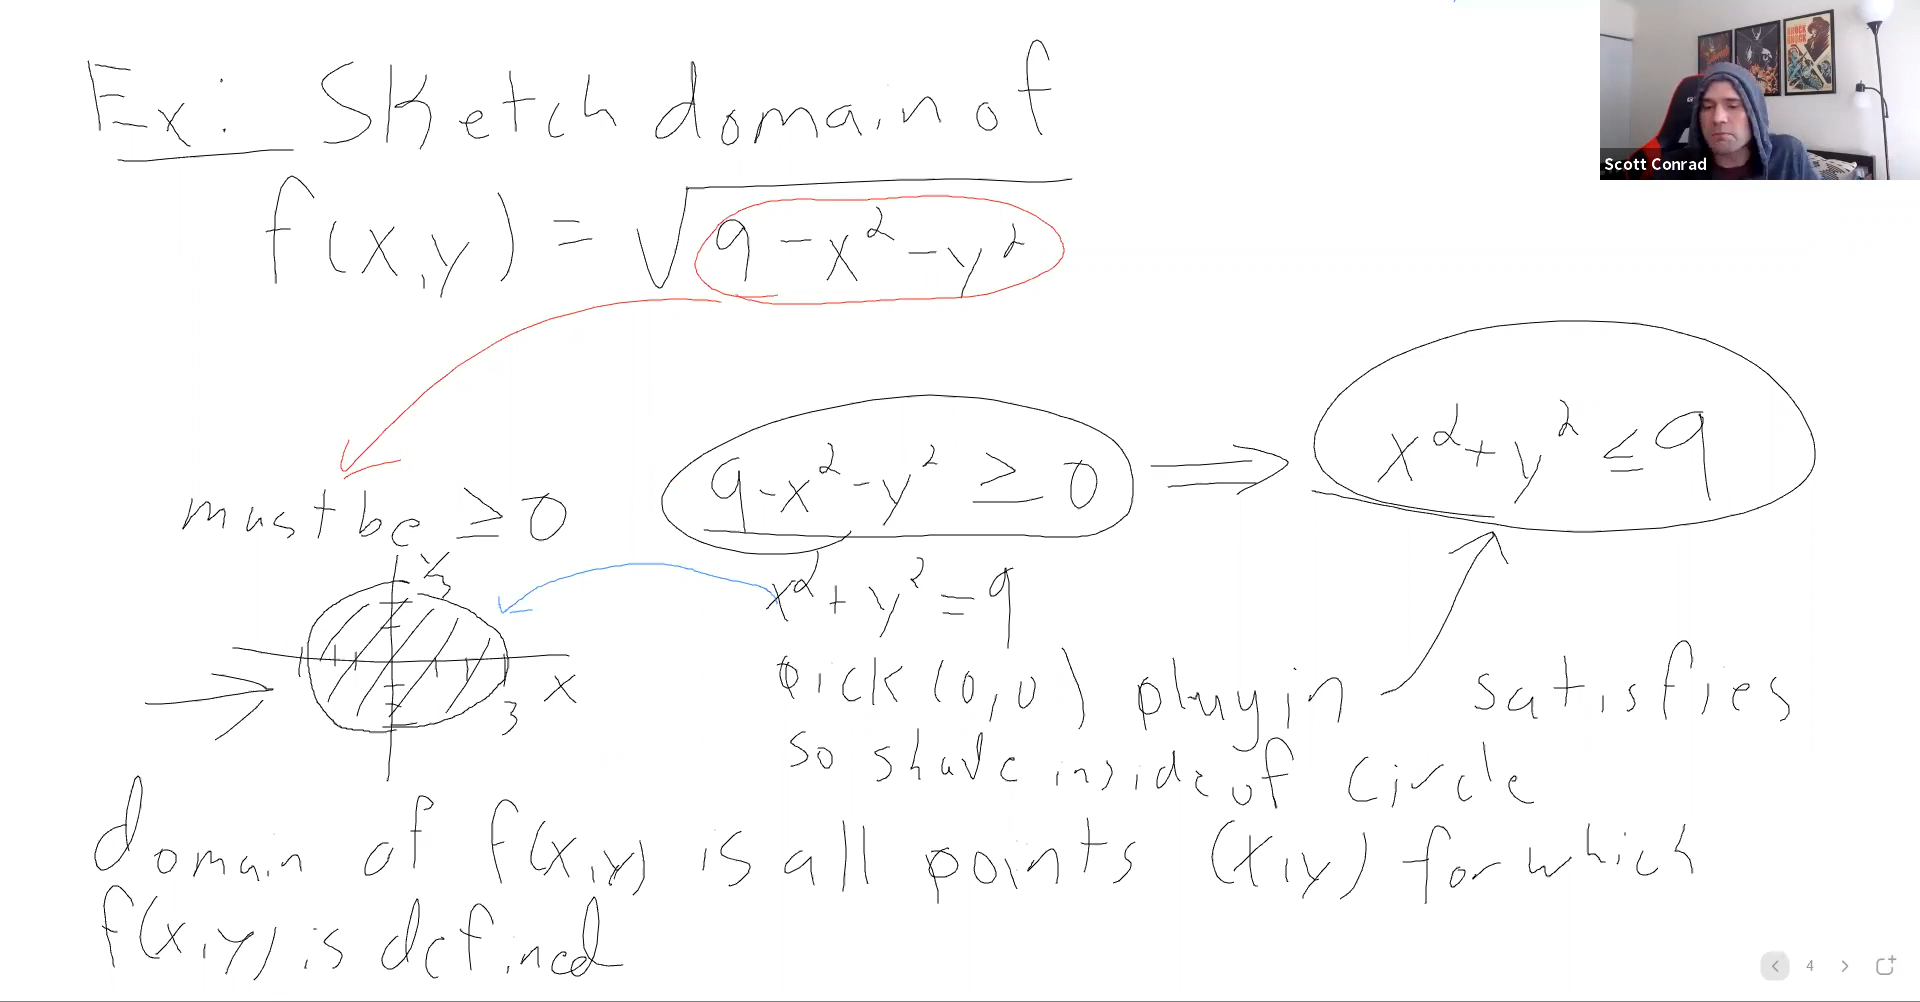 Ex: Sketch domain of
f(x,y) = √(9-x²-y²)
must be ≥ 0
9-x²-y² ≥ 0
⇒
x²+y² ≤ 9
x²+y²=9
y
3
x
3
pick (0,0) plug in satisfies
so shade inside of circle
domain of f(x,y) is all points (x,y) for which
f(x,y) is defined
Scott Conrad
4